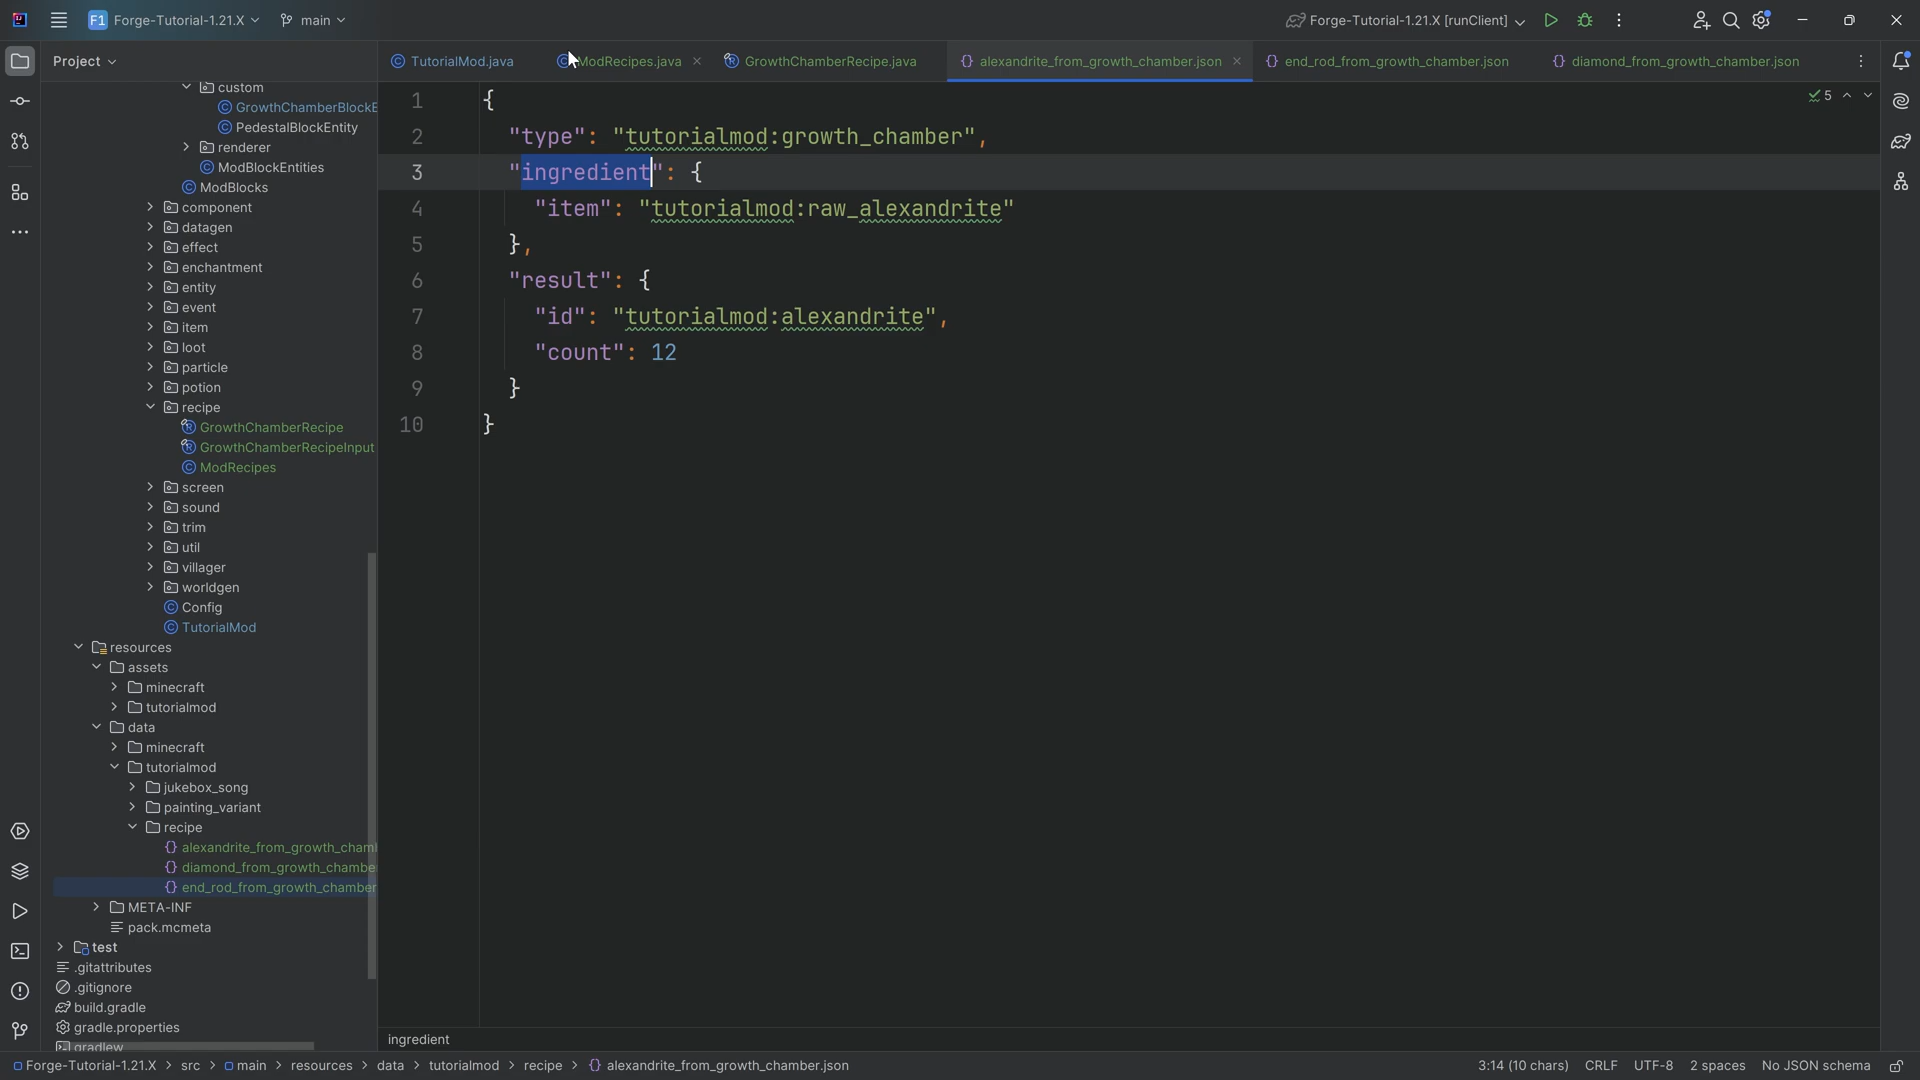 F1 Forge-Tutorial-1.21.X main Forge-Tutorial-1.21.X [runClient]
Project
TutorialMod.java ModRecipes.java GrowthChamberRecipe.java alexandrite_from_growth_chamber.json end_rod_from_growth_chamber.json diamond_from_growth_chamber.json
custom
GrowthChamberBlockE
PedestalBlockEntity
renderer
ModBlockEntities
ModBlocks
component
datagen
effect
enchantment
entity
event
item
loot
particle
potion
recipe
GrowthChamberRecipe
GrowthChamberRecipeInput
ModRecipes
screen
sound
trim
util
villager
worldgen
Config
TutorialMod
resources
assets
minecraft
tutorialmod
data
minecraft
tutorialmod
jukebox_song
painting_variant
recipe
alexandrite_from_growth_cham
diamond_from_growth_chambe
end_rod_from_growth_chamber
META-INF
pack.mcmeta
test
.gitattributes
.gitignore
build.gradle
gradle.properties
gradlew
1 {
2 "type": "tutorialmod:growth_chamber",
3 "ingredient": {
4 "item": "tutorialmod:raw_alexandrite"
5 },
6 "result": {
7 "id": "tutorialmod:alexandrite",
8 "count": 12
9 }
10 }
5
ingredient
Forge-Tutorial-1.21.X > src > main > resources > data > tutorialmod > recipe > {} alexandrite_from_growth_chamber.json 3:14 (10 chars) CRLF UTF-8 2 spaces No JSON schema